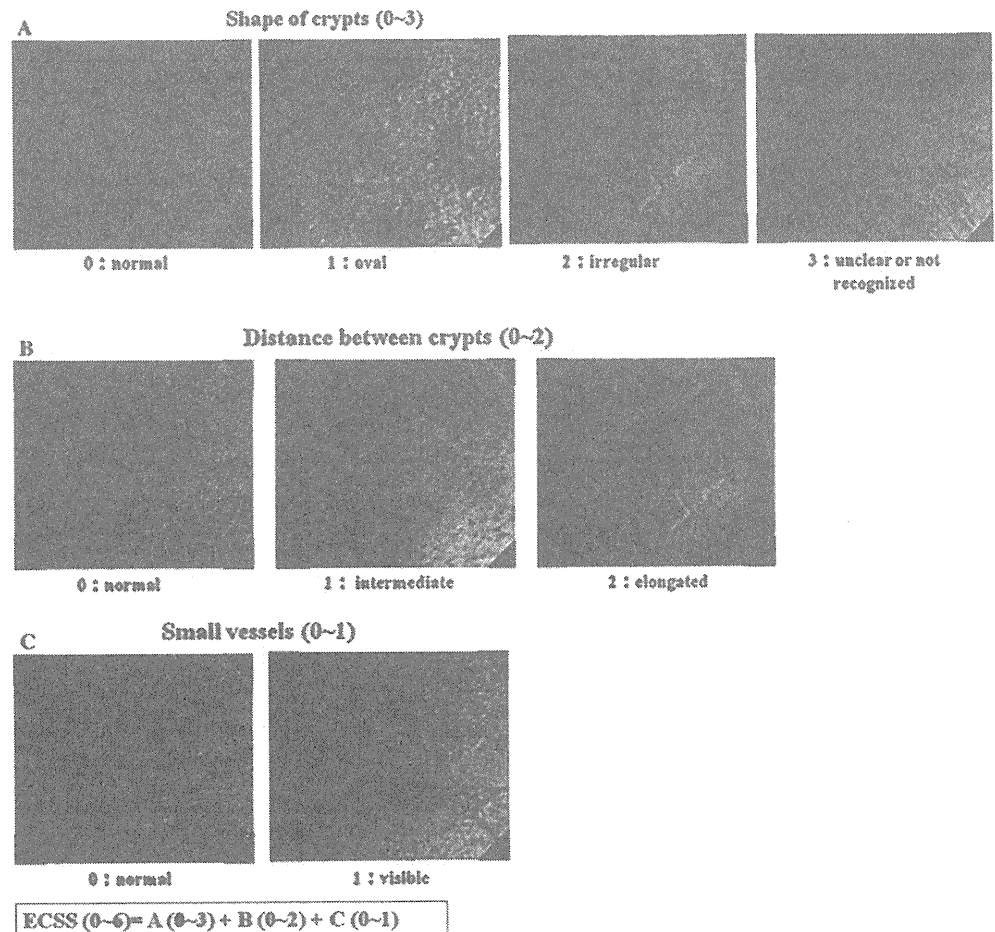 A
Shape of crypts (0~3)
0 : normal
1 : oval
2 : irregular
3 : unclear or not
recognized
B
Distance between crypts (0~2)
0 : normal
1 : intermediate
2 : elongated
C
Small vessels (0~1)
0 : normal
1 : visible
ECSS (0~6)= A (0~3) + B (0~2) + C (0~1)